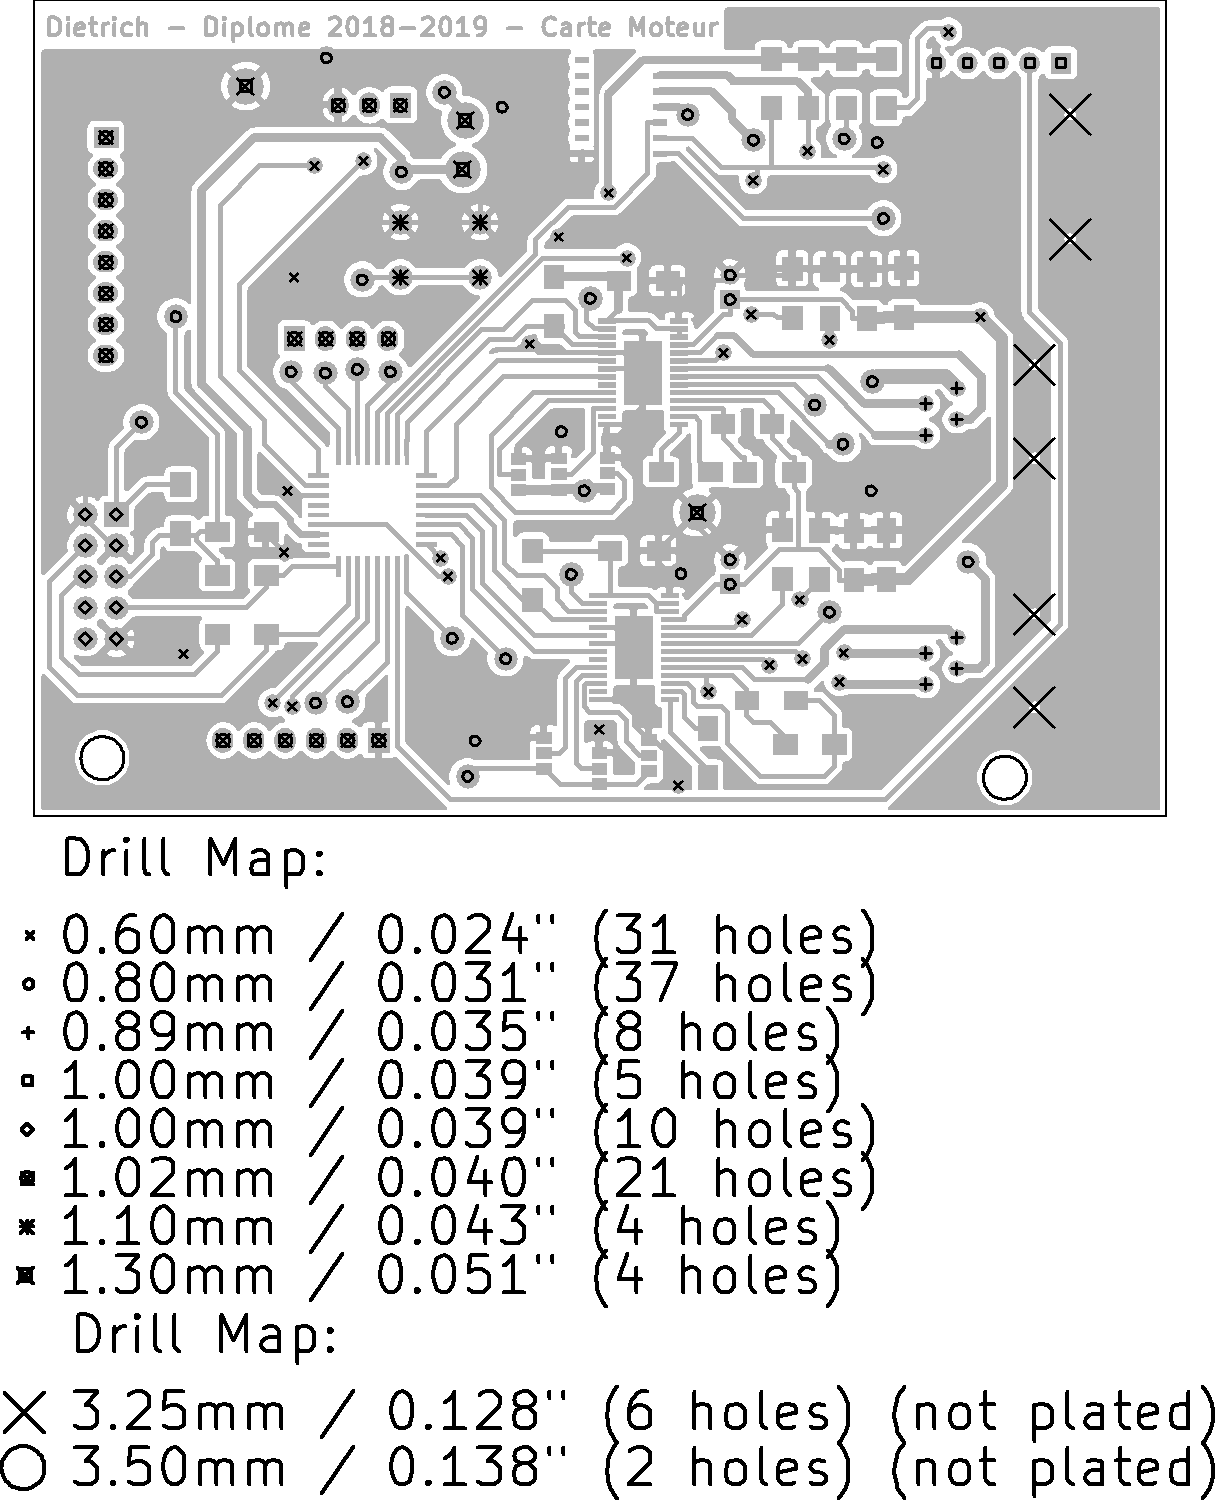 Dietrich - Diplome 2018-2019 - Carte Moteur
Drill Map:
0.60mm / 0.024" (31 holes)
0.80mm / 0.031" (37 holes)
0.89mm / 0.035" (8 holes)
1.00mm / 0.039" (5 holes)
1.00mm / 0.039" (10 holes)
1.02mm / 0.040" (21 holes)
1.10mm / 0.043" (4 holes)
1.30mm / 0.051" (4 holes)
Drill Map:
3.25mm / 0.128" (6 holes) (not plated)
3.50mm / 0.138" (2 holes) (not plated)